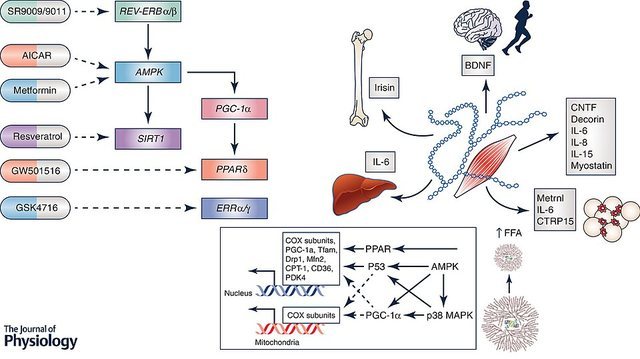 SR9009/9011
REV-ERBα/β
AICAR
AMPK
Metformin
PGC-1α
Resveratrol
SIRT1
GW501516
PPARδ
GSK4716
ERRα/γ
BDNF
Irisin
IL-6
CNTF
Decorin
IL-6
IL-8
IL-15
Myostatin
Metrnl
IL-6
CTRP15
↑ FFA
COX subunits,
PGC-1a, Tfam,
Drp1, Mfn2,
CPT-1, CD36,
PDK4
PPAR
P53
AMPK
Nucleus
COX subunits
PGC-1α
p38 MAPK
Mitochondria
The Journal of
Physiology